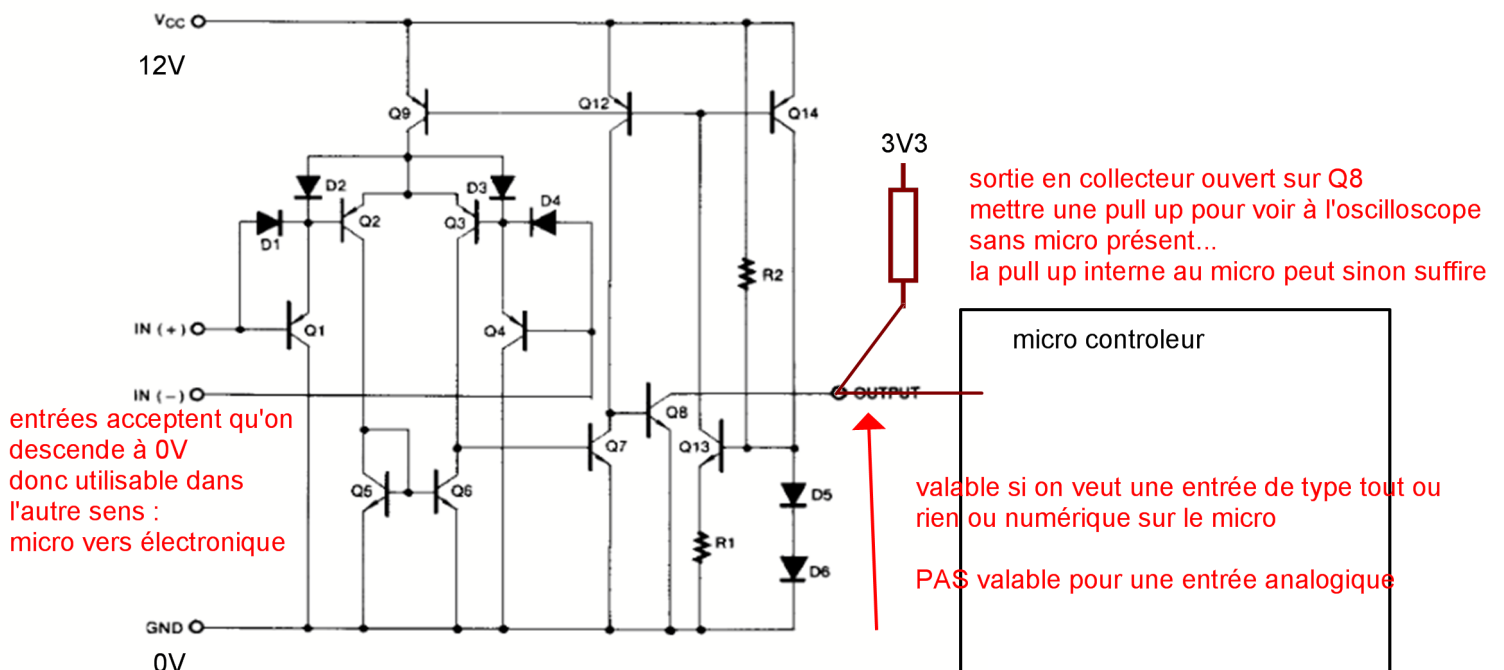 VCC
12V
Q9
Q12
Q14
3V3
sortie en collecteur ouvert sur Q8
mettre une pull up pour voir à l'oscilloscope
sans micro présent...
la pull up interne au micro peut sinon suffire
D2
D3
D4
D1
Q2
Q3
R2
IN (+)
Q1
Q4
micro controleur
IN (-)
OUTPUT
entrées acceptent qu'on
descende à 0V
donc utilisable dans
l'autre sens :
micro vers électronique
Q8
Q7
Q13
Q5
Q6
D5
valable si on veut une entrée de type tout ou
rien ou numérique sur le micro
R1
D6
PAS valable pour une entrée analogique
GND
0V